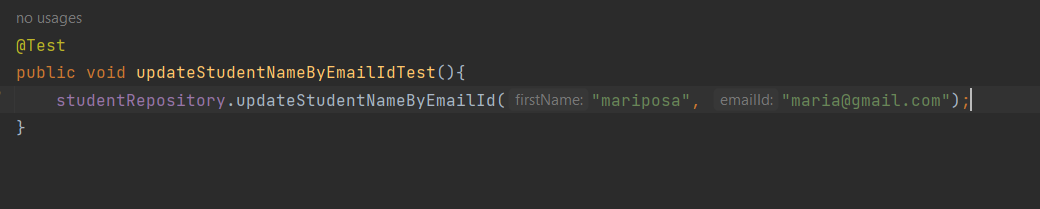 no usages
@Test
public void updateStudentNameByEmailIdTest(){
studentRepository.updateStudentNameByEmailId( firstName: "mariposa", emailId: "maria@gmail.com");
}